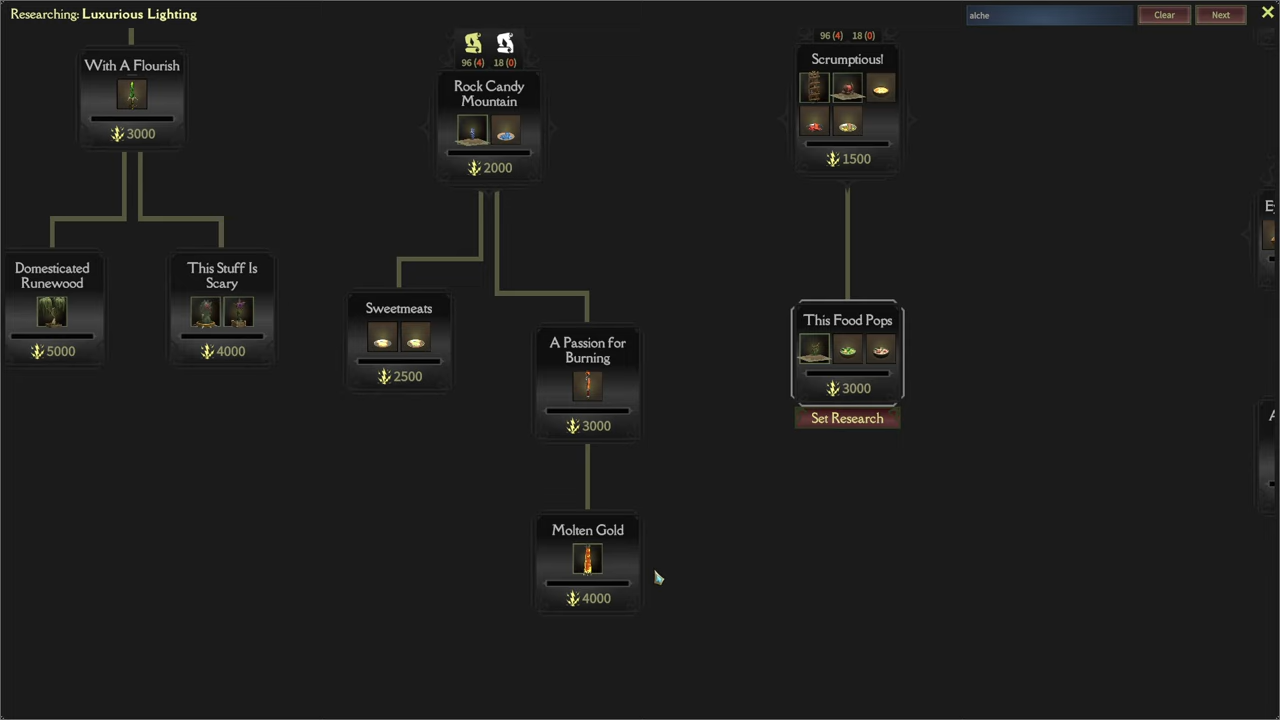 Researching: Luxurious Lighting
alche
Clear
Next
With A Flourish
3000
96 (4) 18 (0)
Rock Candy
Mountain
2000
96 (4) 18 (0)
Scrumptious!
1500
Domesticated
Runewood
5000
This Stuff Is
Scary
4000
Sweetmeats
2500
A Passion for
Burning
3000
This Food Pops
3000
Set Research
Molten Gold
4000